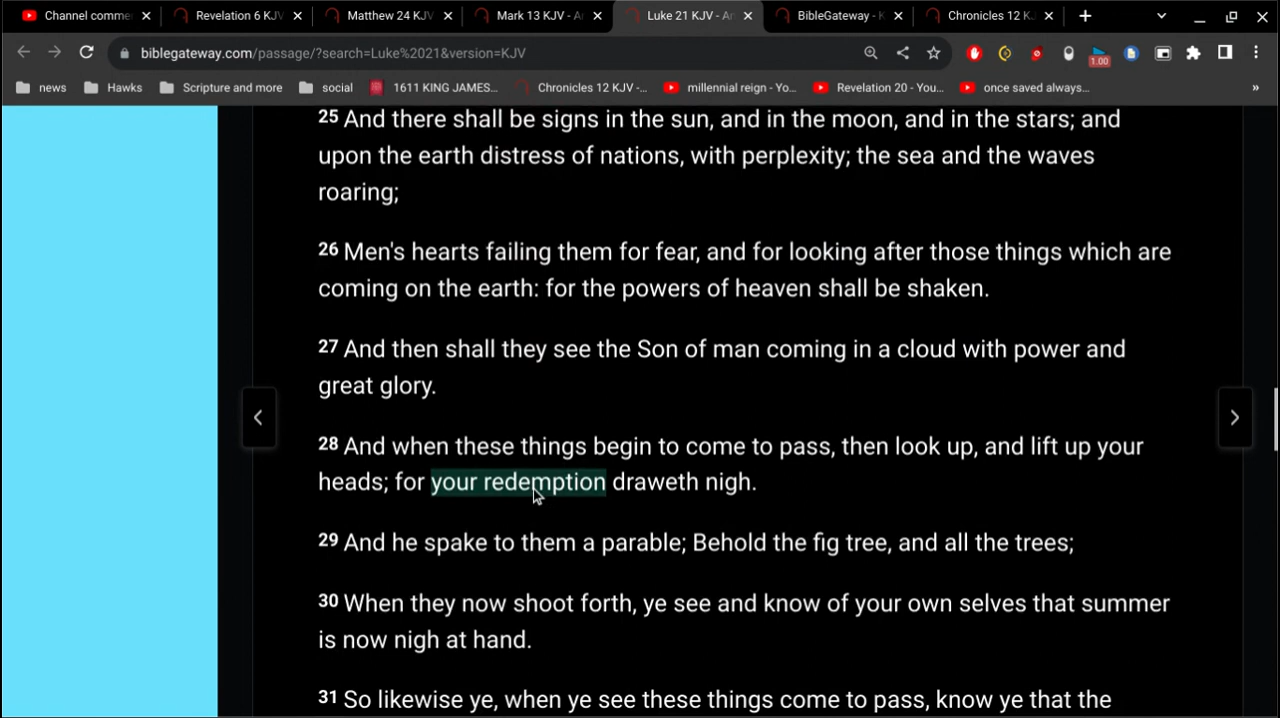 Channel comme
Revelation 6 KJV
Matthew 24 KJV
Mark 13 KJV - A
Luke 21 KJV - A
BibleGateway - K
Chronicles 12 KJ
biblegateway.com/passage/?search=Luke%2021&version=KJV
1.00
news
Hawks
Scripture and more
social
1611 KING JAMES...
Chronicles 12 KJV -...
millennial reign - Yo...
Revelation 20 - You...
once saved always...
»
25 And there shall be signs in the sun, and in the moon, and in the stars; and
upon the earth distress of nations, with perplexity; the sea and the waves
roaring;
26 Men's hearts failing them for fear, and for looking after those things which are
coming on the earth: for the powers of heaven shall be shaken.
27 And then shall they see the Son of man coming in a cloud with power and
great glory.
28 And when these things begin to come to pass, then look up, and lift up your
heads; for your redemption draweth nigh.
29 And he spake to them a parable; Behold the fig tree, and all the trees;
30 When they now shoot forth, ye see and know of your own selves that summer
is now nigh at hand.
31 So likewise ye, when ye see these things come to pass, know ye that the